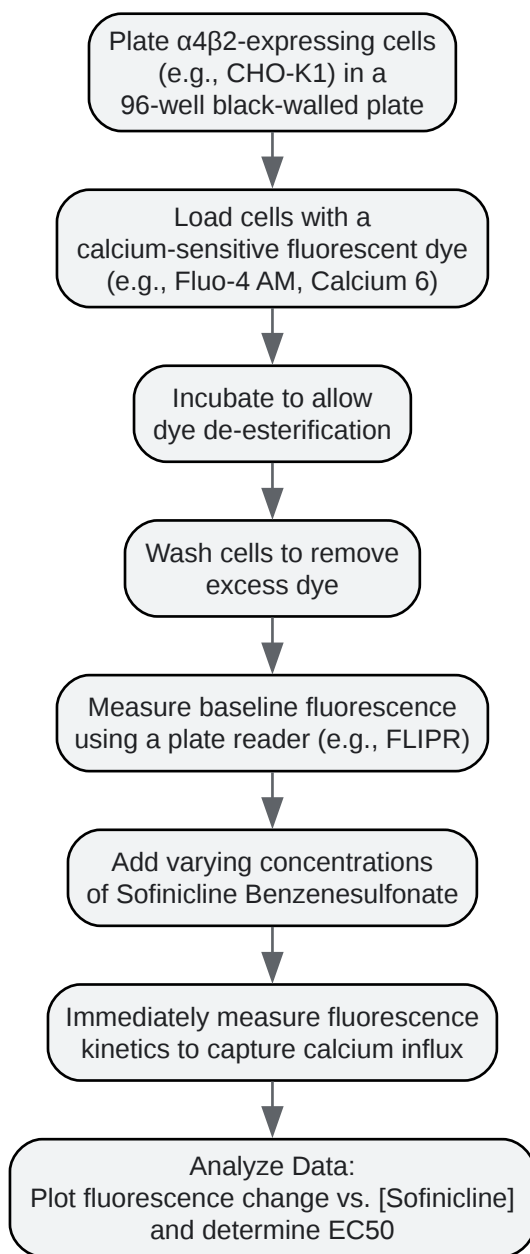 Plate α4β2-expressing cells
(e.g., CHO-K1) in a
96-well black-walled plate
Load cells with a
calcium-sensitive fluorescent dye
(e.g., Fluo-4 AM, Calcium 6)
Incubate to allow
dye de-esterification
Wash cells to remove
excess dye
Measure baseline fluorescence
using a plate reader (e.g., FLIPR)
Add varying concentrations
of Sofinicline Benzenesulfonate
Immediately measure fluorescence
kinetics to capture calcium influx
Analyze Data:
Plot fluorescence change vs. [Sofinicline]
and determine EC50